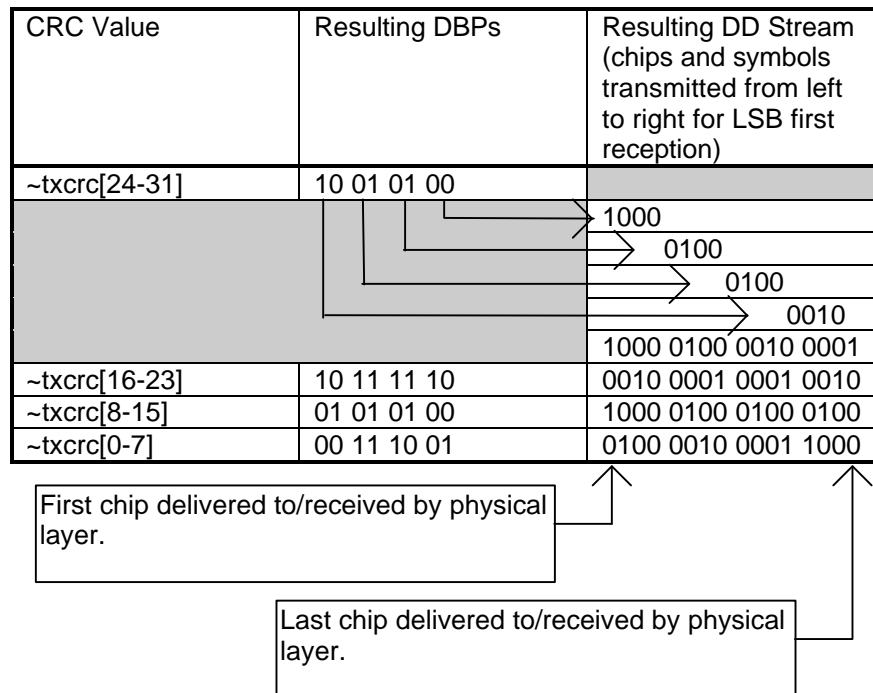 CRC Value Resulting DBPs Resulting DD Stream
(chips and symbols
transmitted from left
to right for LSB first
reception)
~txcrc[24-31] 10 01 01 00
1000
0100
0100
0010
1000 0100 0010 0001
~txcrc[16-23] 10 11 11 10 0010 0001 0001 0010
~txcrc[8-15] 01 01 01 00 1000 0100 0100 0100
~txcrc[0-7] 00 11 10 01 0100 0010 0001 1000
First chip delivered to/received by physical
layer.
Last chip delivered to/received by physical
layer.